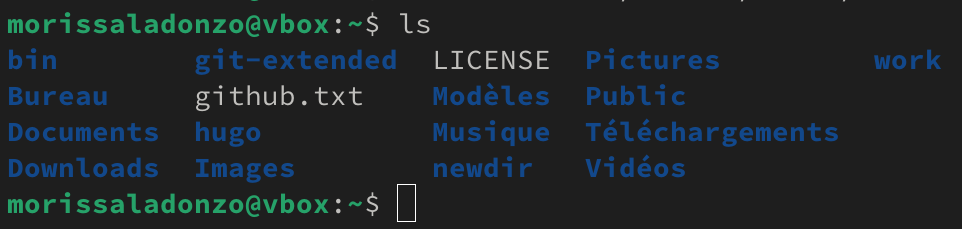 morissaladonzo@vbox:~$ ls
bin git-extended LICENSE Pictures work
Bureau github.txt Modèles Public
Documents hugo Musique Téléchargements
Downloads Images newdir Vidéos
morissaladonzo@vbox:~$